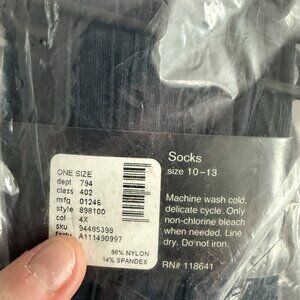 ONE SIZE
dept. 794
class 402
mfg 01246
style 898100
col 4X
sku 94485398
A111490997
86% NYLON
14% SPANDEX
Socks
size 10-13
Machine wash cold,
delicate cycle. Only
non-chlorine bleach
when needed. Line
dry. Do not iron.
RN# 118641